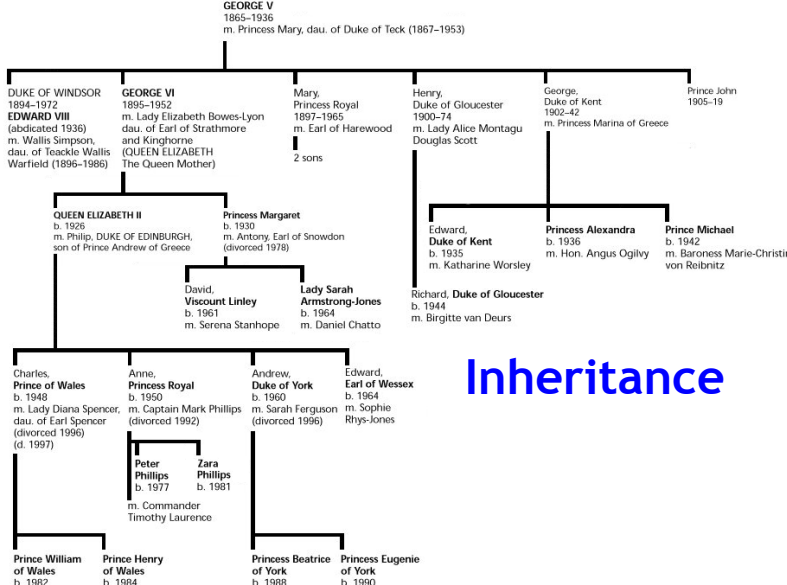 GEORGE V
1865–1936
m. Princess Mary, dau. of Duke of Teck (1867–1953)
DUKE OF WINDSOR
1894–1972
EDWARD VIII
(abdicated 1936)
m. Wallis Simpson,
dau. of Teackle Wallis
Warfield (1896–1986)
GEORGE VI
1895–1952
m. Lady Elizabeth Bowes-Lyon
dau. of Earl of Strathmore
and Kinghorne
(QUEEN ELIZABETH
The Queen Mother)
Mary,
Princess Royal
1897–1965
m. Earl of Harewood
2 sons
Henry,
Duke of Gloucester
1900–74
m. Lady Alice Montagu
Douglas Scott
George,
Duke of Kent
1902–42
m. Princess Marina of Greece
Prince John
1905–19
QUEEN ELIZABETH II
b. 1926
m. Philip, DUKE OF EDINBURGH,
son of Prince Andrew of Greece
Princess Margaret
b. 1930
m. Antony, Earl of Snowdon
(divorced 1978)
Edward,
Duke of Kent
b. 1935
m. Katharine Worsley
Princess Alexandra
b. 1936
m. Hon. Angus Ogilvy
Prince Michael
b. 1942
m. Baroness Marie-Christin
von Reibnitz
David,
Viscount Linley
b. 1961
m. Serena Stanhope
Lady Sarah
Armstrong-Jones
b. 1964
m. Daniel Chatto
Richard, Duke of Gloucester
b. 1944
m. Birgitte van Deurs
Inheritance
Charles,
Prince of Wales
b. 1948
m. Lady Diana Spencer,
dau. of Earl Spencer
(divorced 1996)
(d. 1997)
Anne,
Princess Royal
b. 1950
m. Captain Mark Phillips
(divorced 1992)
Andrew,
Duke of York
b. 1960
m. Sarah Ferguson
(divorced 1996)
Edward,
Earl of Wessex
b. 1964
m. Sophie
Rhys-Jones
Peter
Phillips
b. 1977
Zara
Phillips
b. 1981
m. Commander
Timothy Laurence
Prince William
of Wales
b. 1982
Prince Henry
of Wales
b. 1984
Princess Beatrice
of York
b. 1988
Princess Eugenie
of York
b. 1990